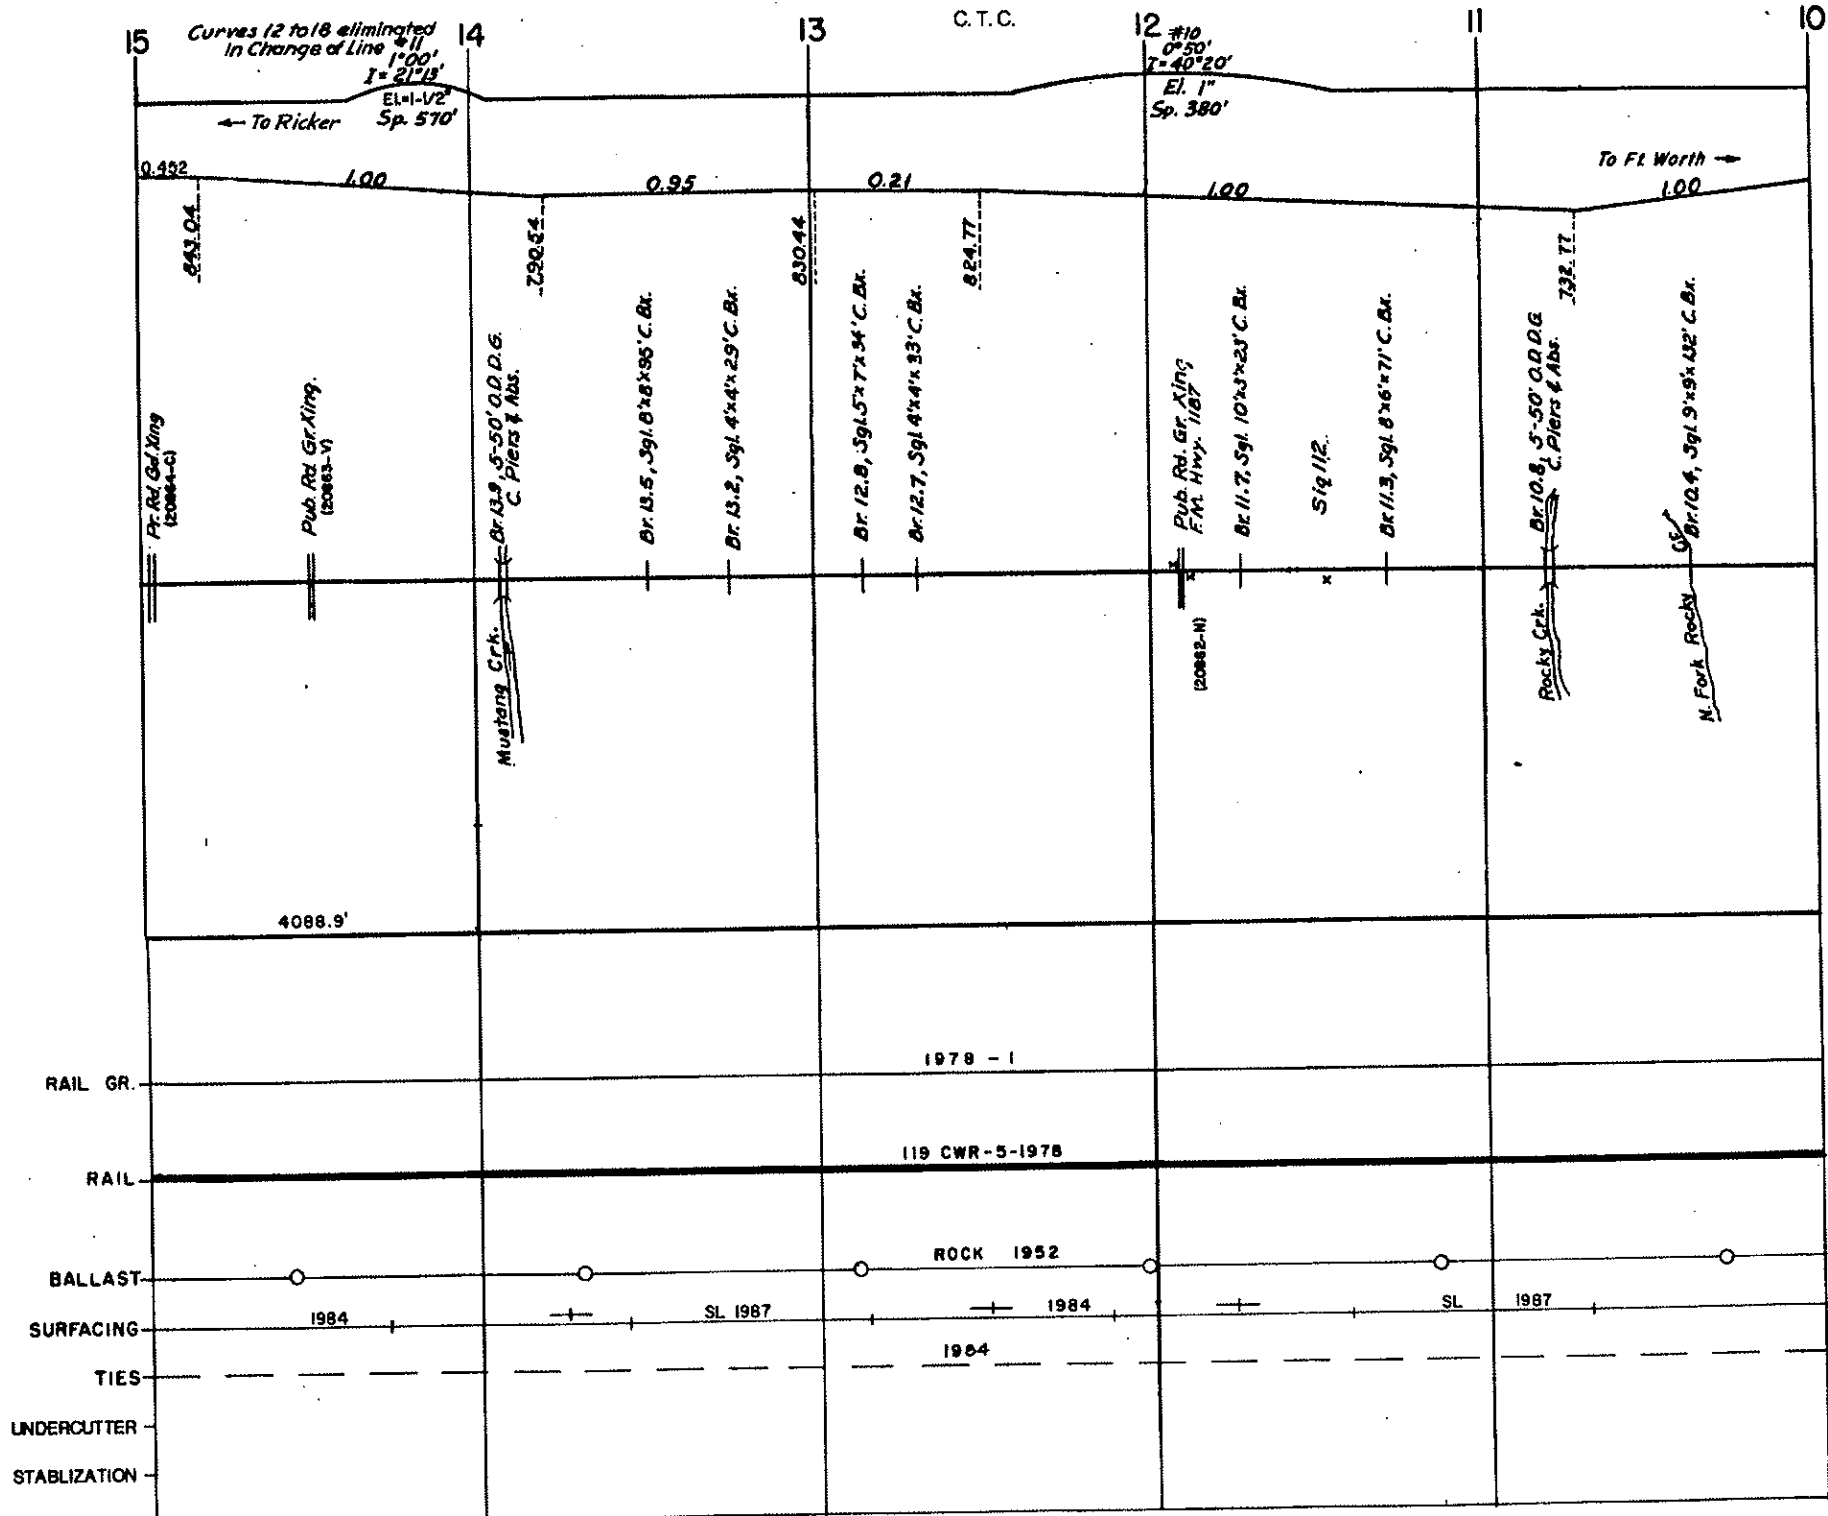 15
Curves 12 to 18 eliminated
In Change of Line
#11
1°00'
I = 21°13'
El.=1-1/2"
Sp. 570'
14
13
C.T.C.
12
#10
0°50'
I = 40°20'
El. 1"
Sp. 380'
11
10
← To Ricker
To Ft. Worth →
0.452
1.00
0.95
0.21
1.00
1.00
843.04
790.54
830.44
824.77
732.77
Pr. Rd. Gd. Xing
(20864-C)
Pub. Rd. Gr. Xing.
(20863-V)
Br. 13.9, 5-50' O.D.D.G.
C. Piers & Abs.
Mustang Crk.
Br. 13.5, Sgl. 8'x8'x95' C. Bx.
Br. 13.2, Sgl. 4'x4'x29' C. Bx.
Br. 12.8, Sgl. 5'x7'x34' C. Bx.
Br. 12.7, Sgl. 4'x4'x33' C. Bx.
Pub. Rd. Gr. Xing
F.M. Hwy. 1187
(20862-N)
Br. 11.7, Sgl. 10'x3'x23' C. Bx.
Sig 112
Br. 11.3, Sgl. 8'x6'x71' C. Bx.
Br. 10.8, 5-50' O.D.D.G.
C. Piers & Abs.
Rocky Crk.
Br. 10.4, Sgl. 9'x9'x132' C. Bx.
N. Fork Rocky
4088.9'
RAIL GR.
1978 - 1
RAIL
119 CWR-5-1978
BALLAST
ROCK 1952
SURFACING
1984
SL 1987
1984
SL 1987
TIES
1984
UNDERCUTTER
STABLIZATION